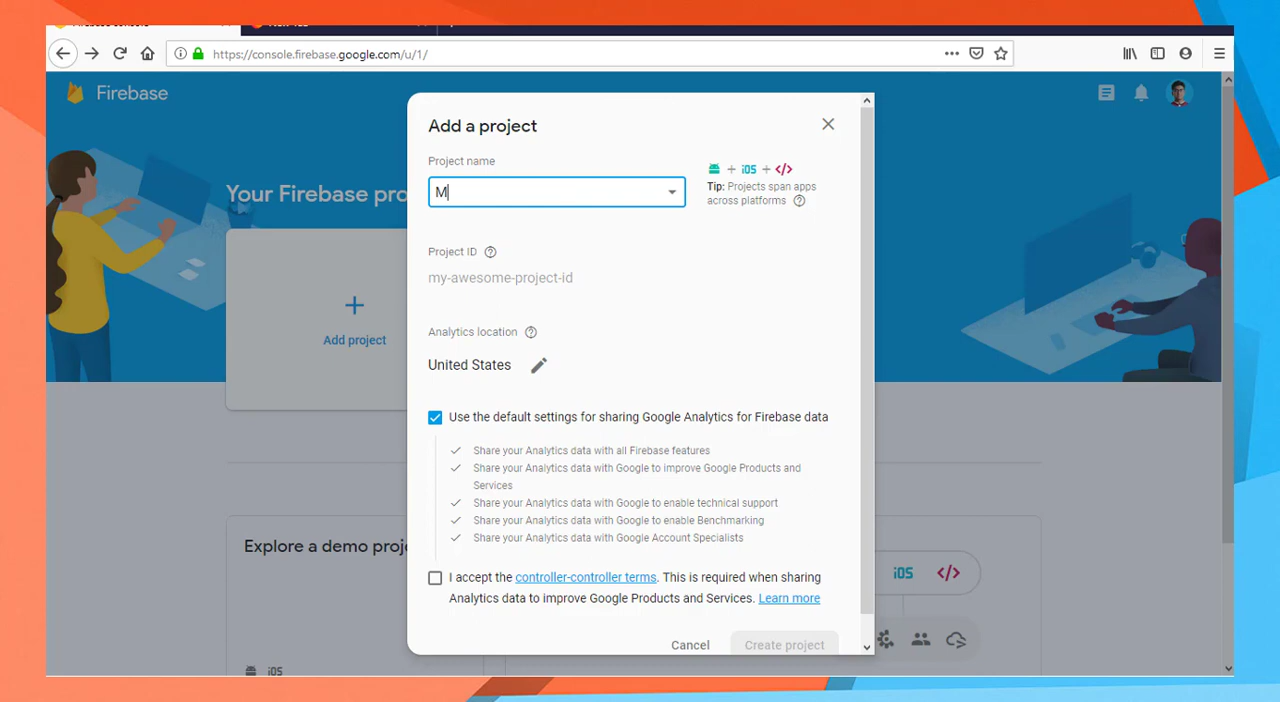 https://console.firebase.google.com/u/1/
Firebase
Your Firebase pro
Add project
Explore a demo proj
iOS
Add a project
Project name
M
+ iOS + </>
Tip: Projects span apps
across platforms
Project ID
my-awesome-project-id
Analytics location
United States
Use the default settings for sharing Google Analytics for Firebase data
Share your Analytics data with all Firebase features
Share your Analytics data with Google to improve Google Products and
Services
Share your Analytics data with Google to enable technical support
Share your Analytics data with Google to enable Benchmarking
Share your Analytics data with Google Account Specialists
I accept the controller-controller terms. This is required when sharing
Analytics data to improve Google Products and Services. Learn more
Cancel
Create project
iOS </>